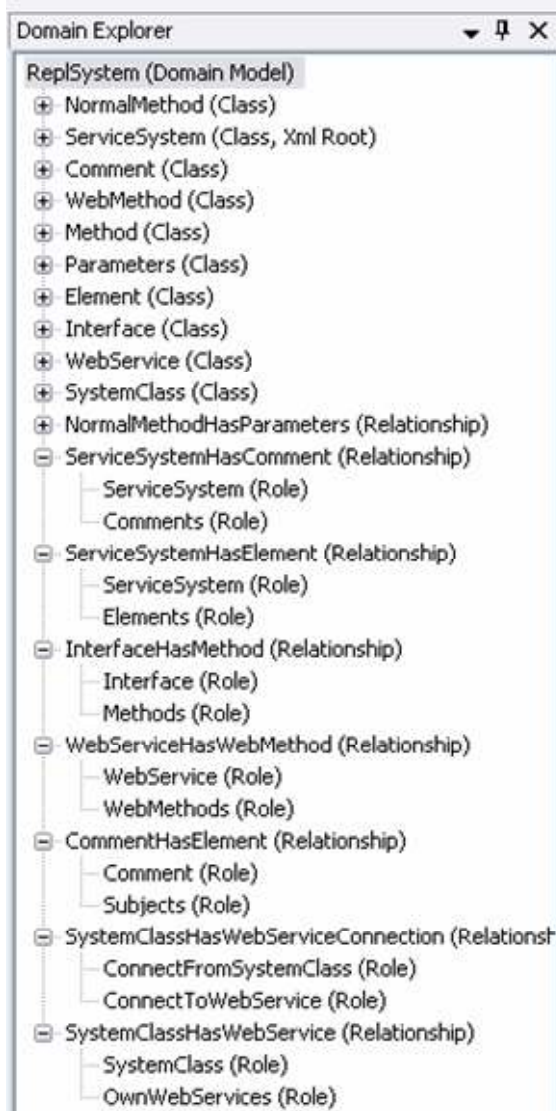 Domain Explorer
ReplSystem (Domain Model)
NormalMethod (Class)
ServiceSystem (Class, Xml Root)
Comment (Class)
WebMethod (Class)
Method (Class)
Parameters (Class)
Element (Class)
Interface (Class)
WebService (Class)
SystemClass (Class)
NormalMethodHasParameters (Relationship)
ServiceSystemHasComment (Relationship)
ServiceSystem (Role)
Comments (Role)
ServiceSystemHasElement (Relationship)
ServiceSystem (Role)
Elements (Role)
InterfaceHasMethod (Relationship)
Interface (Role)
Methods (Role)
WebServiceHasWebMethod (Relationship)
WebService (Role)
WebMethods (Role)
CommentHasElement (Relationship)
Comment (Role)
Subjects (Role)
SystemClassHasWebServiceConnection (Relationsh
ConnectFromSystemClass (Role)
ConnectToWebService (Role)
SystemClassHasWebService (Relationship)
SystemClass (Role)
OwnWebServices (Role)